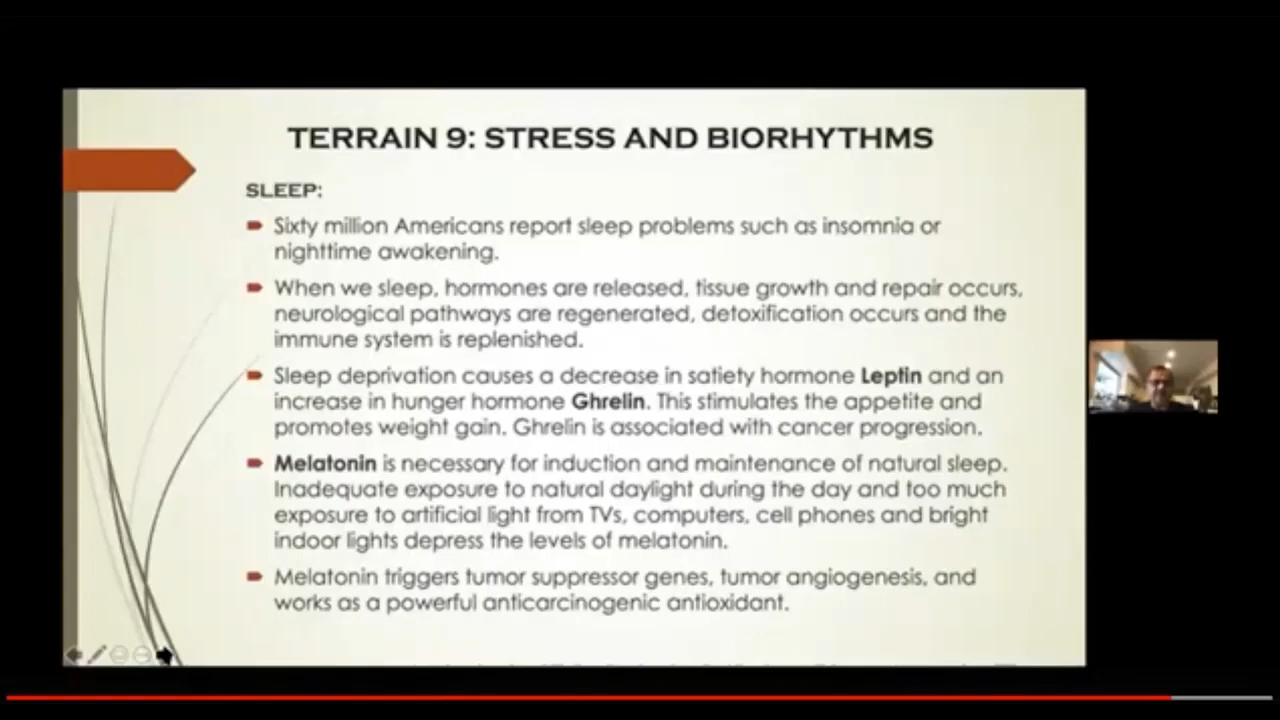 TERRAIN 9: STRESS AND BIORHYTHMS
SLEEP:
Sixty million Americans report sleep problems such as insomnia or
nighttime awakening.
When we sleep, hormones are released, tissue growth and repair occurs,
neurological pathways are regenerated, detoxification occurs and the
immune system is replenished.
Sleep deprivation causes a decrease in satiety hormone Leptin and an
increase in hunger hormone Ghrelin. This stimulates the appetite and
promotes weight gain. Ghrelin is associated with cancer progression.
Melatonin is necessary for induction and maintenance of natural sleep.
Inadequate exposure to natural daylight during the day and too much
exposure to artificial light from TVs, computers, cell phones and bright
indoor lights depress the levels of melatonin.
Melatonin triggers tumor suppressor genes, tumor angiogenesis, and
works as a powerful anticarcinogenic antioxidant.